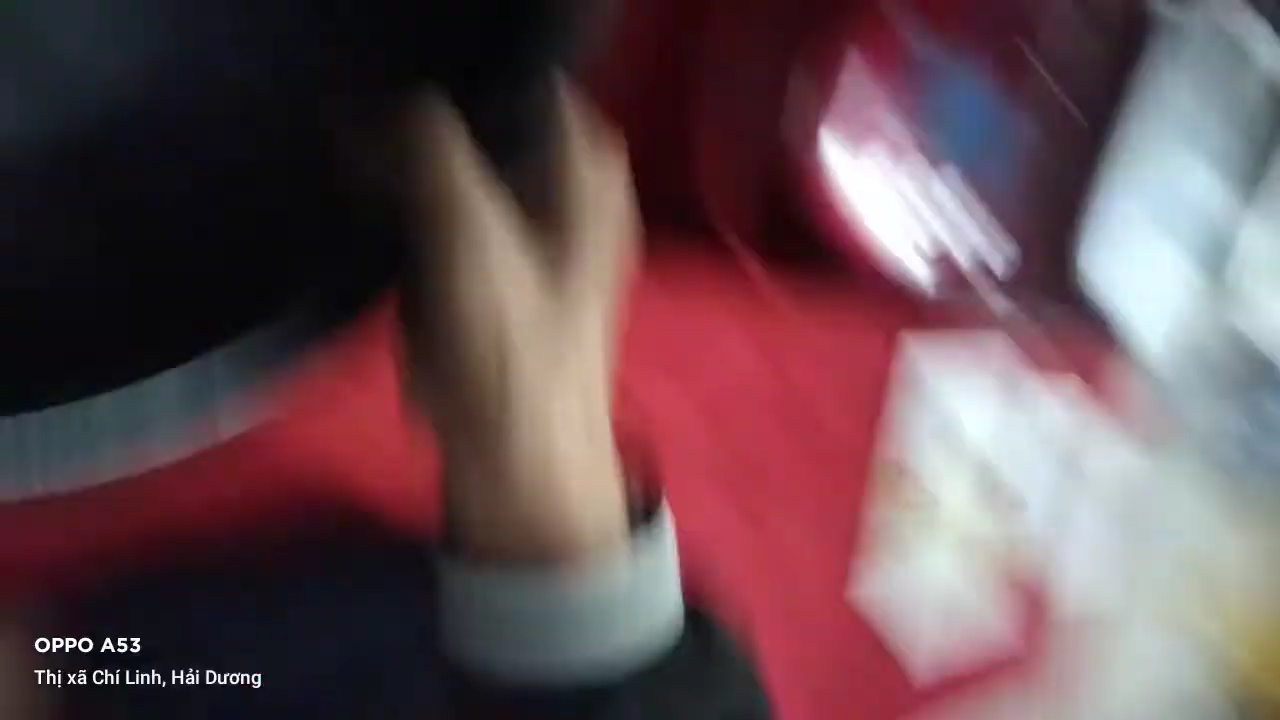 OPPO A53
Thị xã Chí Linh, Hải Dương